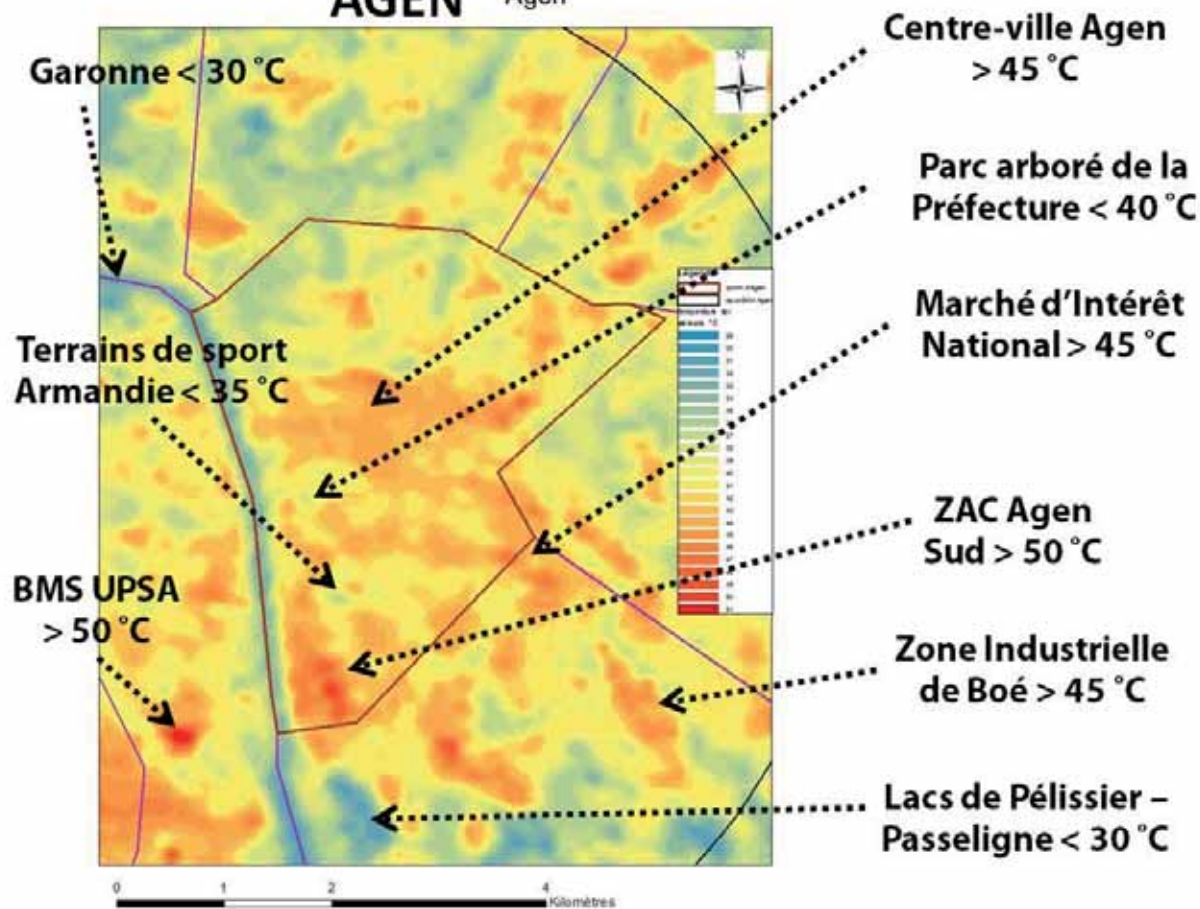 AGEN
Agen
Garonne < 30 °C
Centre-ville Agen
> 45 °C
Parc arboré de la
Préfecture < 40 °C
Marché d'Intérêt
National > 45 °C
Terrains de sport
Armandie < 35 °C
ZAC Agen
Sud > 50 °C
BMS UPSA
> 50 °C
Zone Industrielle
de Boé > 45 °C
Lacs de Pélissier –
Passeligne < 30 °C
0 1 2 4
Kilomètres